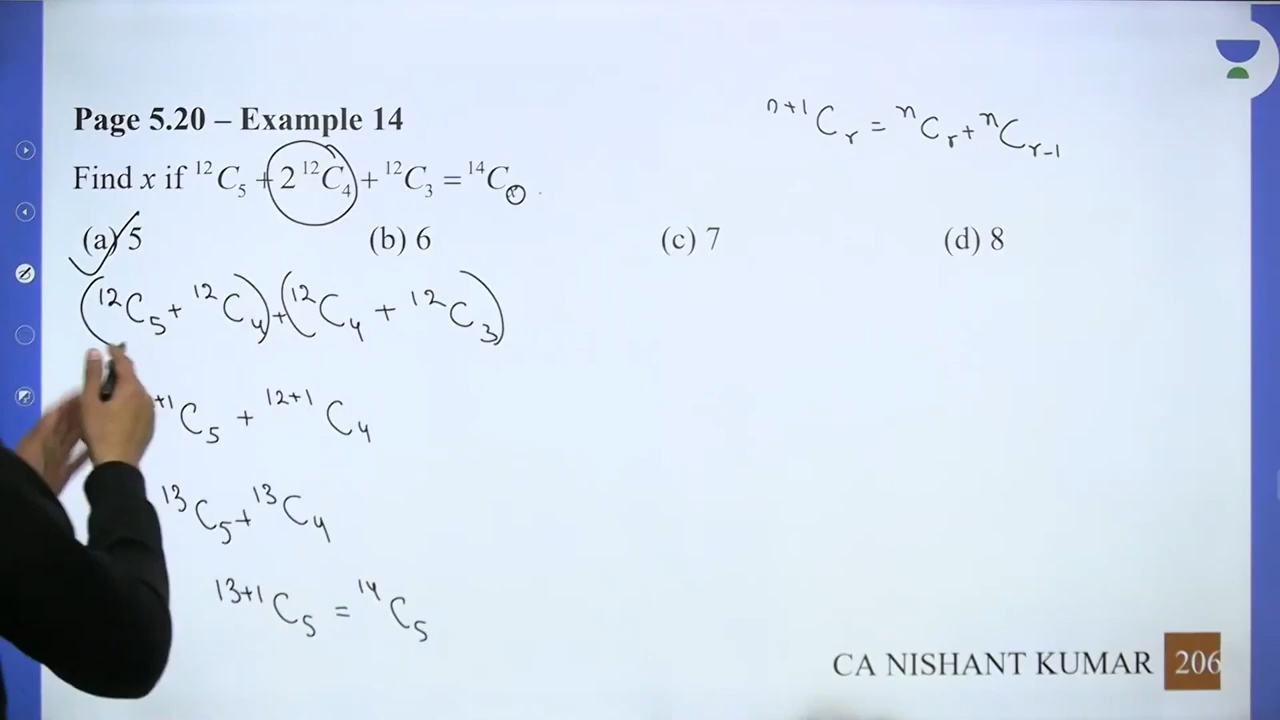 Page 5.20 – Example 14
ⁿ⁺¹Cᵣ = ⁿCᵣ + ⁿCᵣ₋₁
Find x if ¹²C₅ + 2 ¹²C₄ + ¹²C₃ = ¹⁴Cₓ .
(a) 5 (b) 6 (c) 7 (d) 8
(¹²C₅ + ¹²C₄) + (¹²C₄ + ¹²C₃)
⁺¹C₅ + ¹²⁺¹C₄
¹³C₅ + ¹³C₄
¹³⁺¹C₅ = ¹⁴C₅
CA NISHANT KUMAR 206